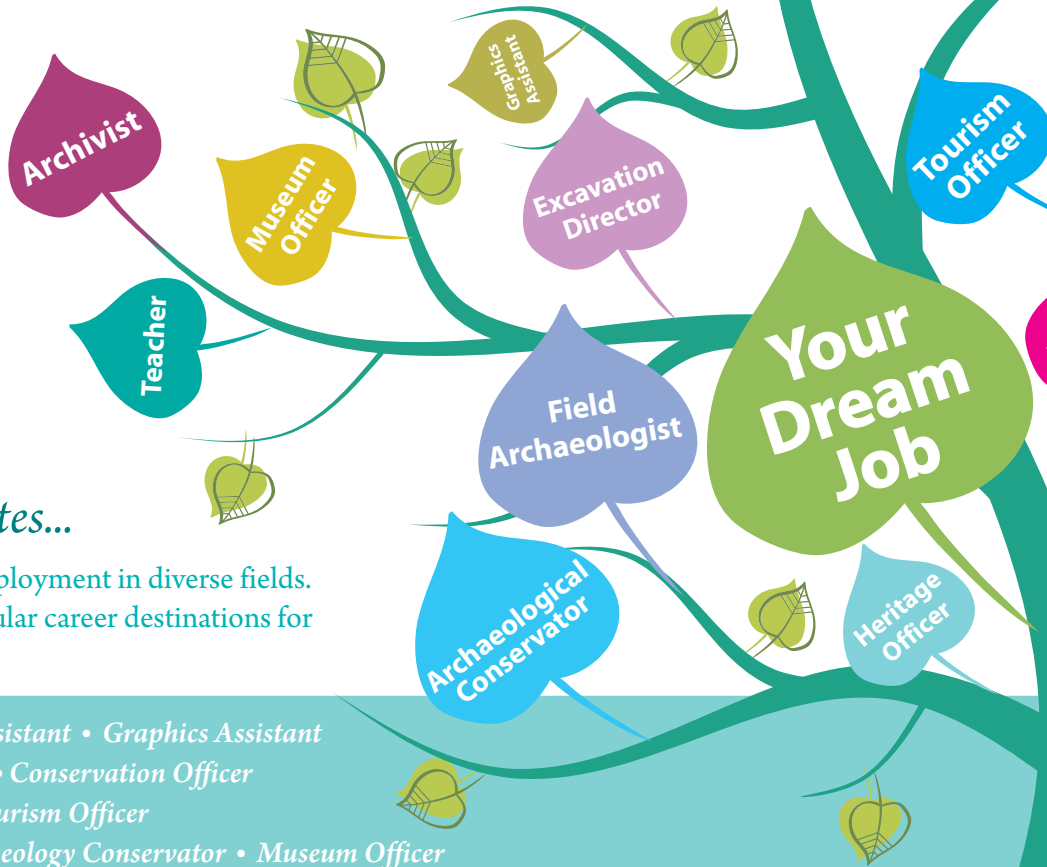 Graphics
Assistant
Archivist
Museum
Officer
Excavation
Director
Tourism
Officer
Teacher
Your
Dream
Job
Field
Archaeologist
Archaeological
Conservator
Heritage
Officer
tes...
ployment in diverse fields.
ular career destinations for
sistant • Graphics Assistant
• Conservation Officer
urism Officer
eology Conservator • Museum Officer